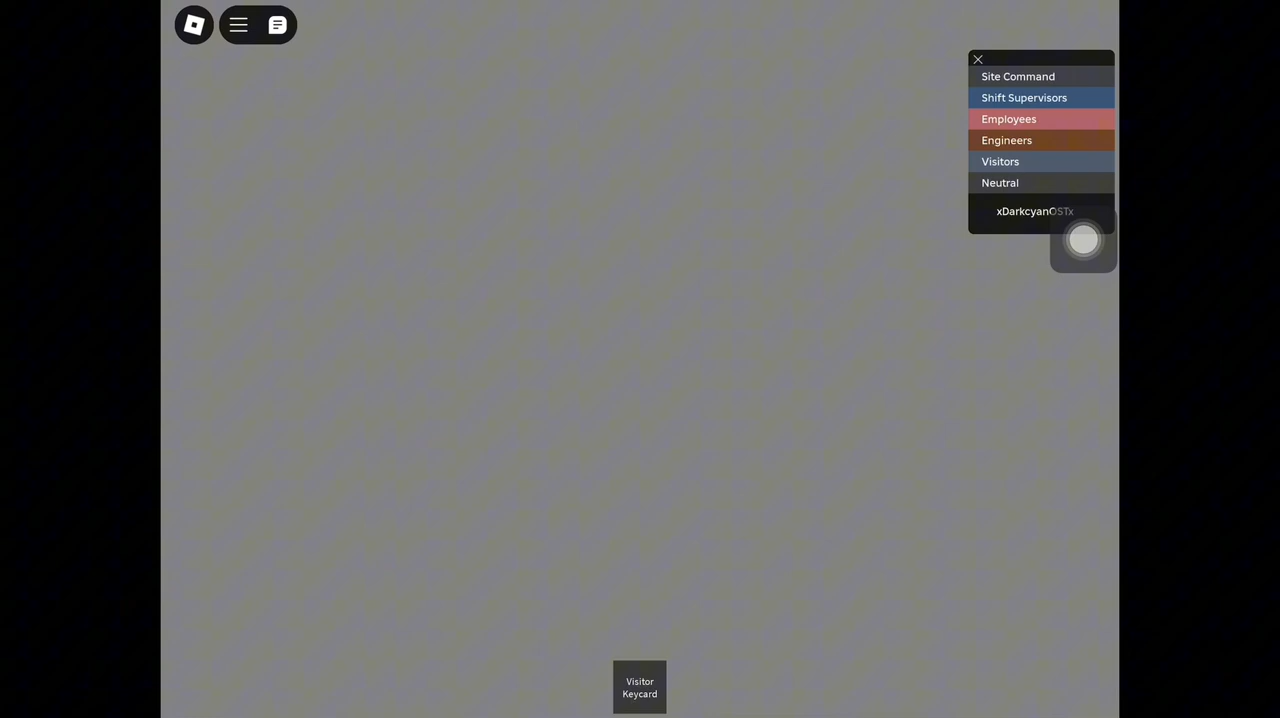 Site Command
Shift Supervisors
Employees
Engineers
Visitors
Neutral
xDarkcyanOSTx
Visitor
Keycard